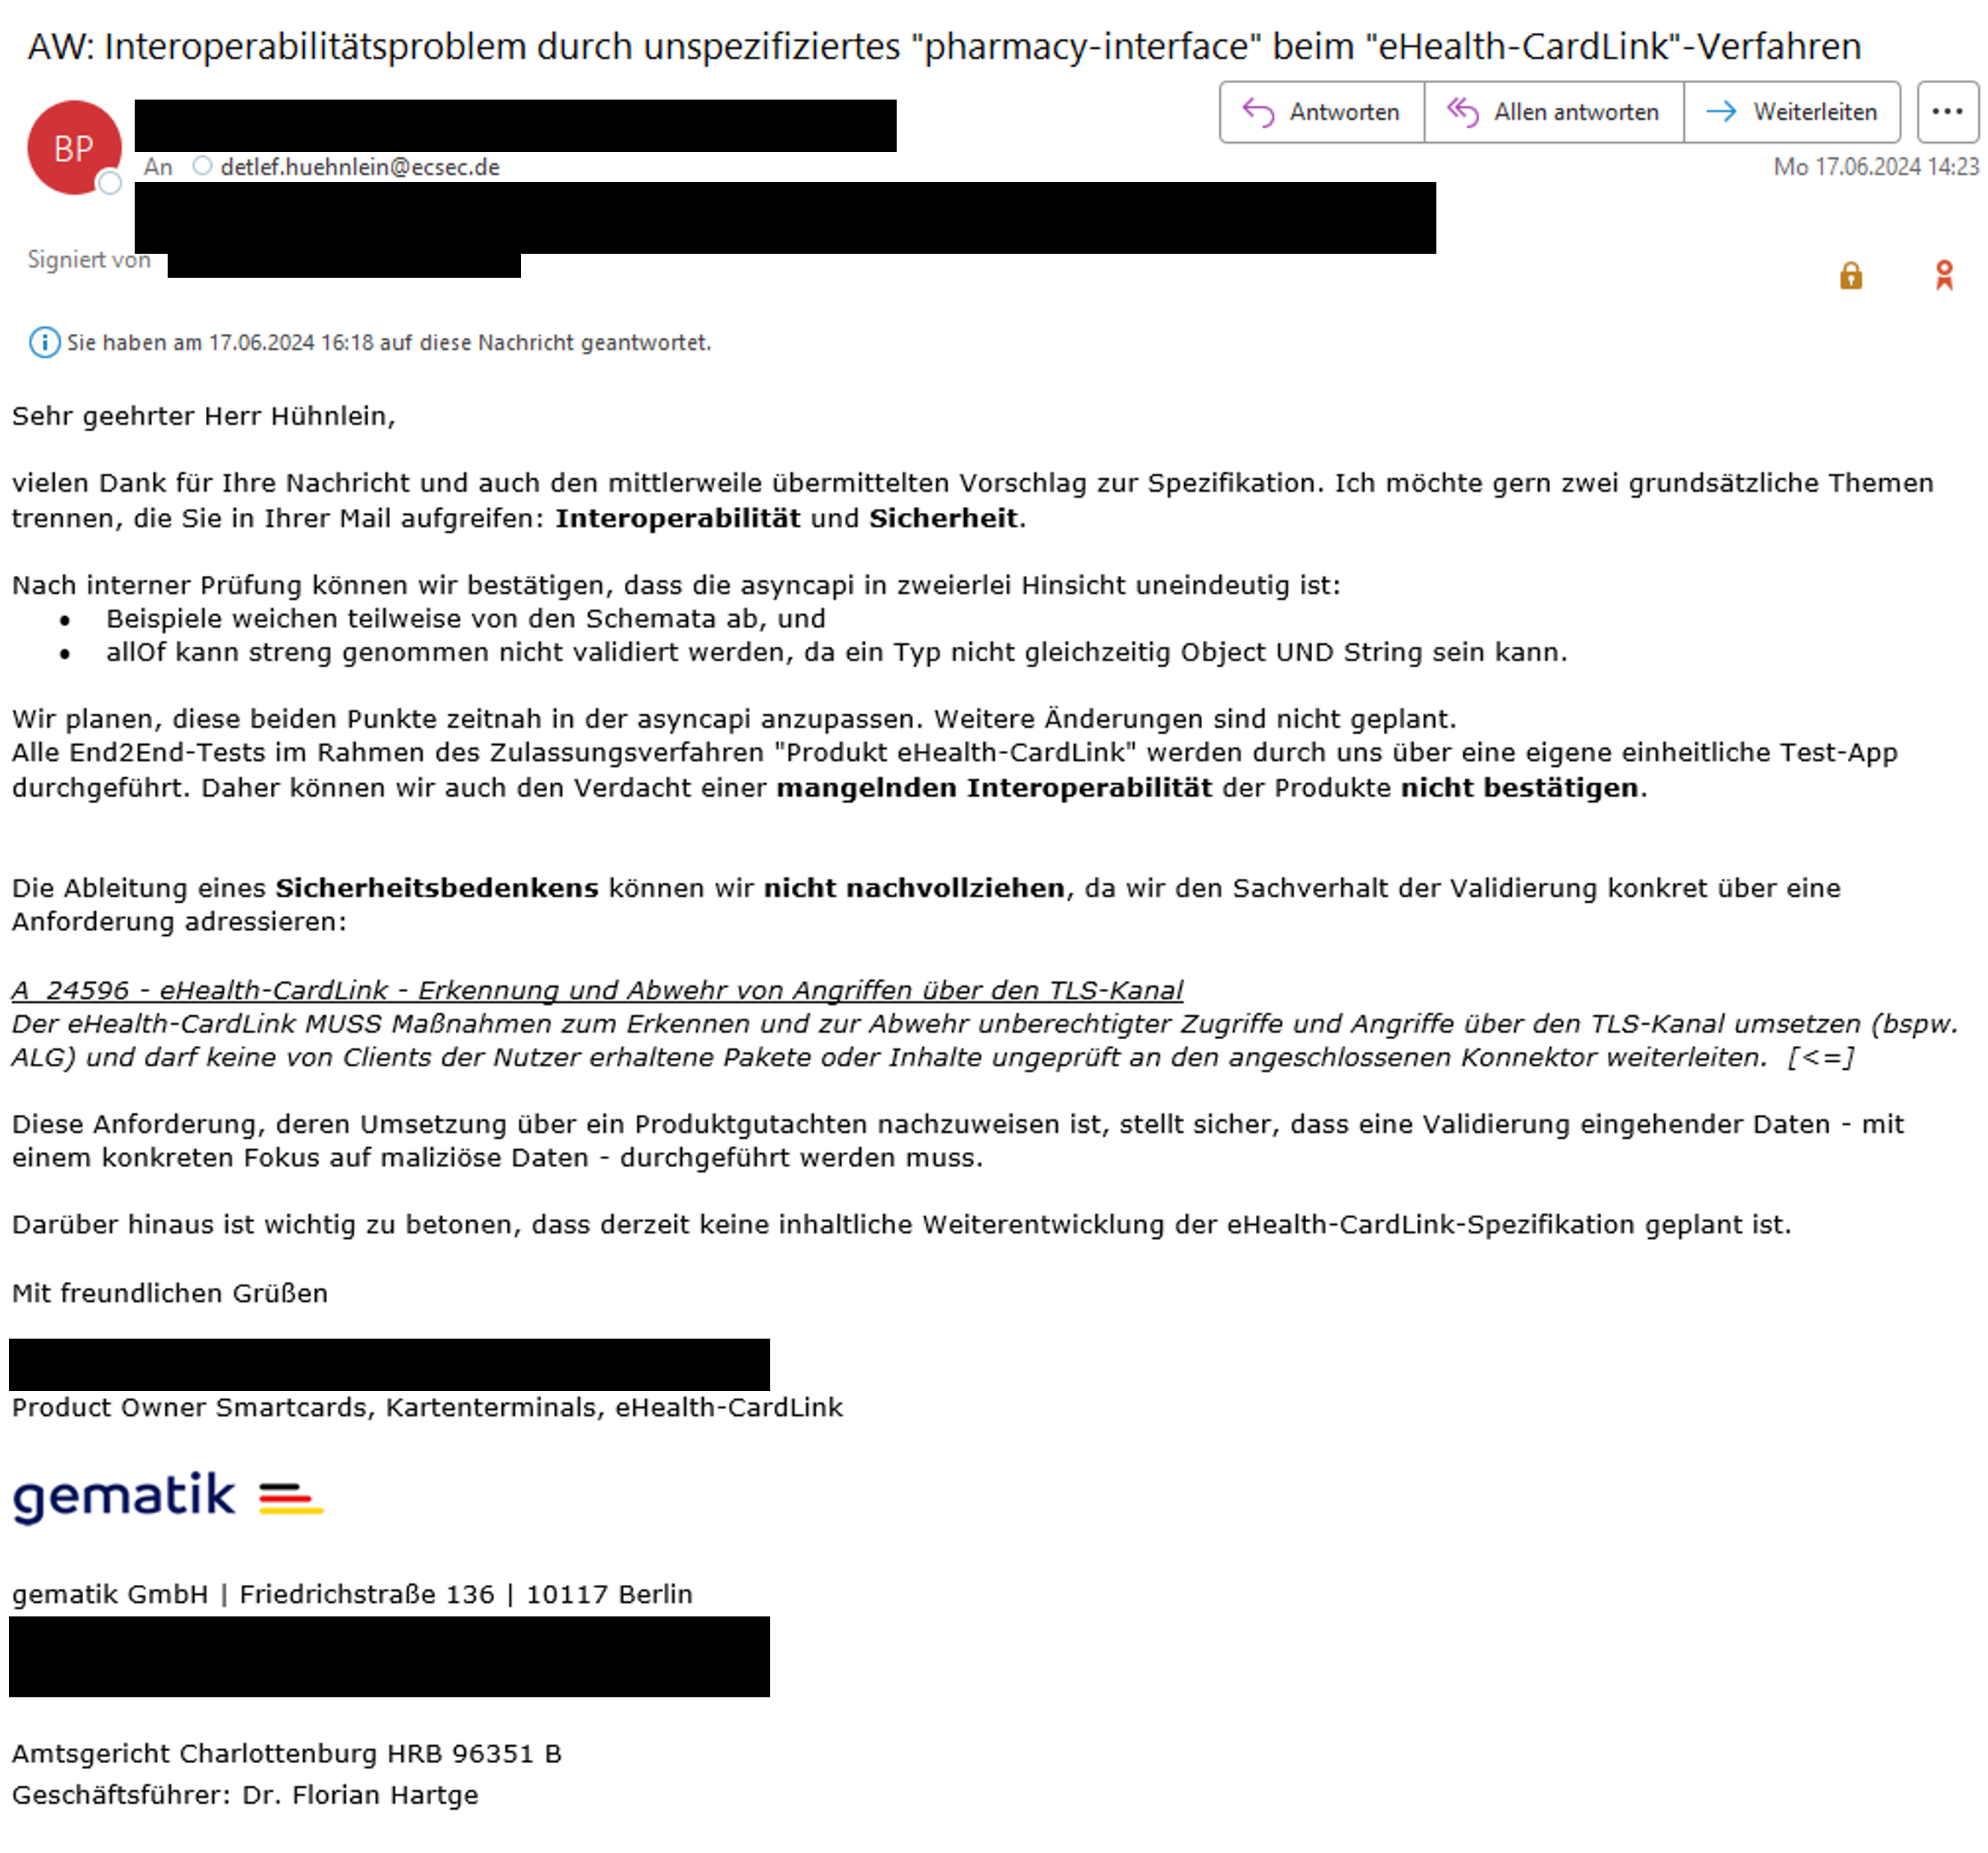 AW: Interoperabilitätsproblem durch unspezifiziertes "pharmacy-interface" beim "eHealth-CardLink"-Verfahren
BP
Antworten
Allen antworten
Weiterleiten
An detlef.huehnlein@ecsec.de
Mo 17.06.2024 14:23
Signiert von
Sie haben am 17.06.2024 16:18 auf diese Nachricht geantwortet.
Sehr geehrter Herr Hühnlein,
vielen Dank für Ihre Nachricht und auch den mittlerweile übermittelten Vorschlag zur Spezifikation. Ich möchte gern zwei grundsätzliche Themen
trennen, die Sie in Ihrer Mail aufgreifen: Interoperabilität und Sicherheit.
Nach interner Prüfung können wir bestätigen, dass die asyncapi in zweierlei Hinsicht uneindeutig ist:
• Beispiele weichen teilweise von den Schemata ab, und
• allOf kann streng genommen nicht validiert werden, da ein Typ nicht gleichzeitig Object UND String sein kann.
Wir planen, diese beiden Punkte zeitnah in der asyncapi anzupassen. Weitere Änderungen sind nicht geplant.
Alle End2End-Tests im Rahmen des Zulassungsverfahren "Produkt eHealth-CardLink" werden durch uns über eine eigene einheitliche Test-App
durchgeführt. Daher können wir auch den Verdacht einer mangelnden Interoperabilität der Produkte nicht bestätigen.
Die Ableitung eines Sicherheitsbedenkens können wir nicht nachvollziehen, da wir den Sachverhalt der Validierung konkret über eine
Anforderung adressieren:
A_24596 - eHealth-CardLink - Erkennung und Abwehr von Angriffen über den TLS-Kanal
Der eHealth-CardLink MUSS Maßnahmen zum Erkennen und zur Abwehr unberechtigter Zugriffe und Angriffe über den TLS-Kanal umsetzen (bspw.
ALG) und darf keine von Clients der Nutzer erhaltene Pakete oder Inhalte ungeprüft an den angeschlossenen Konnektor weiterleiten. [<=]
Diese Anforderung, deren Umsetzung über ein Produktgutachten nachzuweisen ist, stellt sicher, dass eine Validierung eingehender Daten - mit
einem konkreten Fokus auf maliziöse Daten - durchgeführt werden muss.
Darüber hinaus ist wichtig zu betonen, dass derzeit keine inhaltliche Weiterentwicklung der eHealth-CardLink-Spezifikation geplant ist.
Mit freundlichen Grüßen
Product Owner Smartcards, Kartenterminals, eHealth-CardLink
gematik
gematik GmbH | Friedrichstraße 136 | 10117 Berlin
Amtsgericht Charlottenburg HRB 96351 B
Geschäftsführer: Dr. Florian Hartge